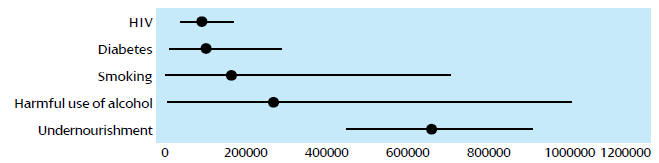 HIV
Diabetes
Smoking
Harmful use of alcohol
Undernourishment
0 200000 400000 600000 800000 1000000 1200000